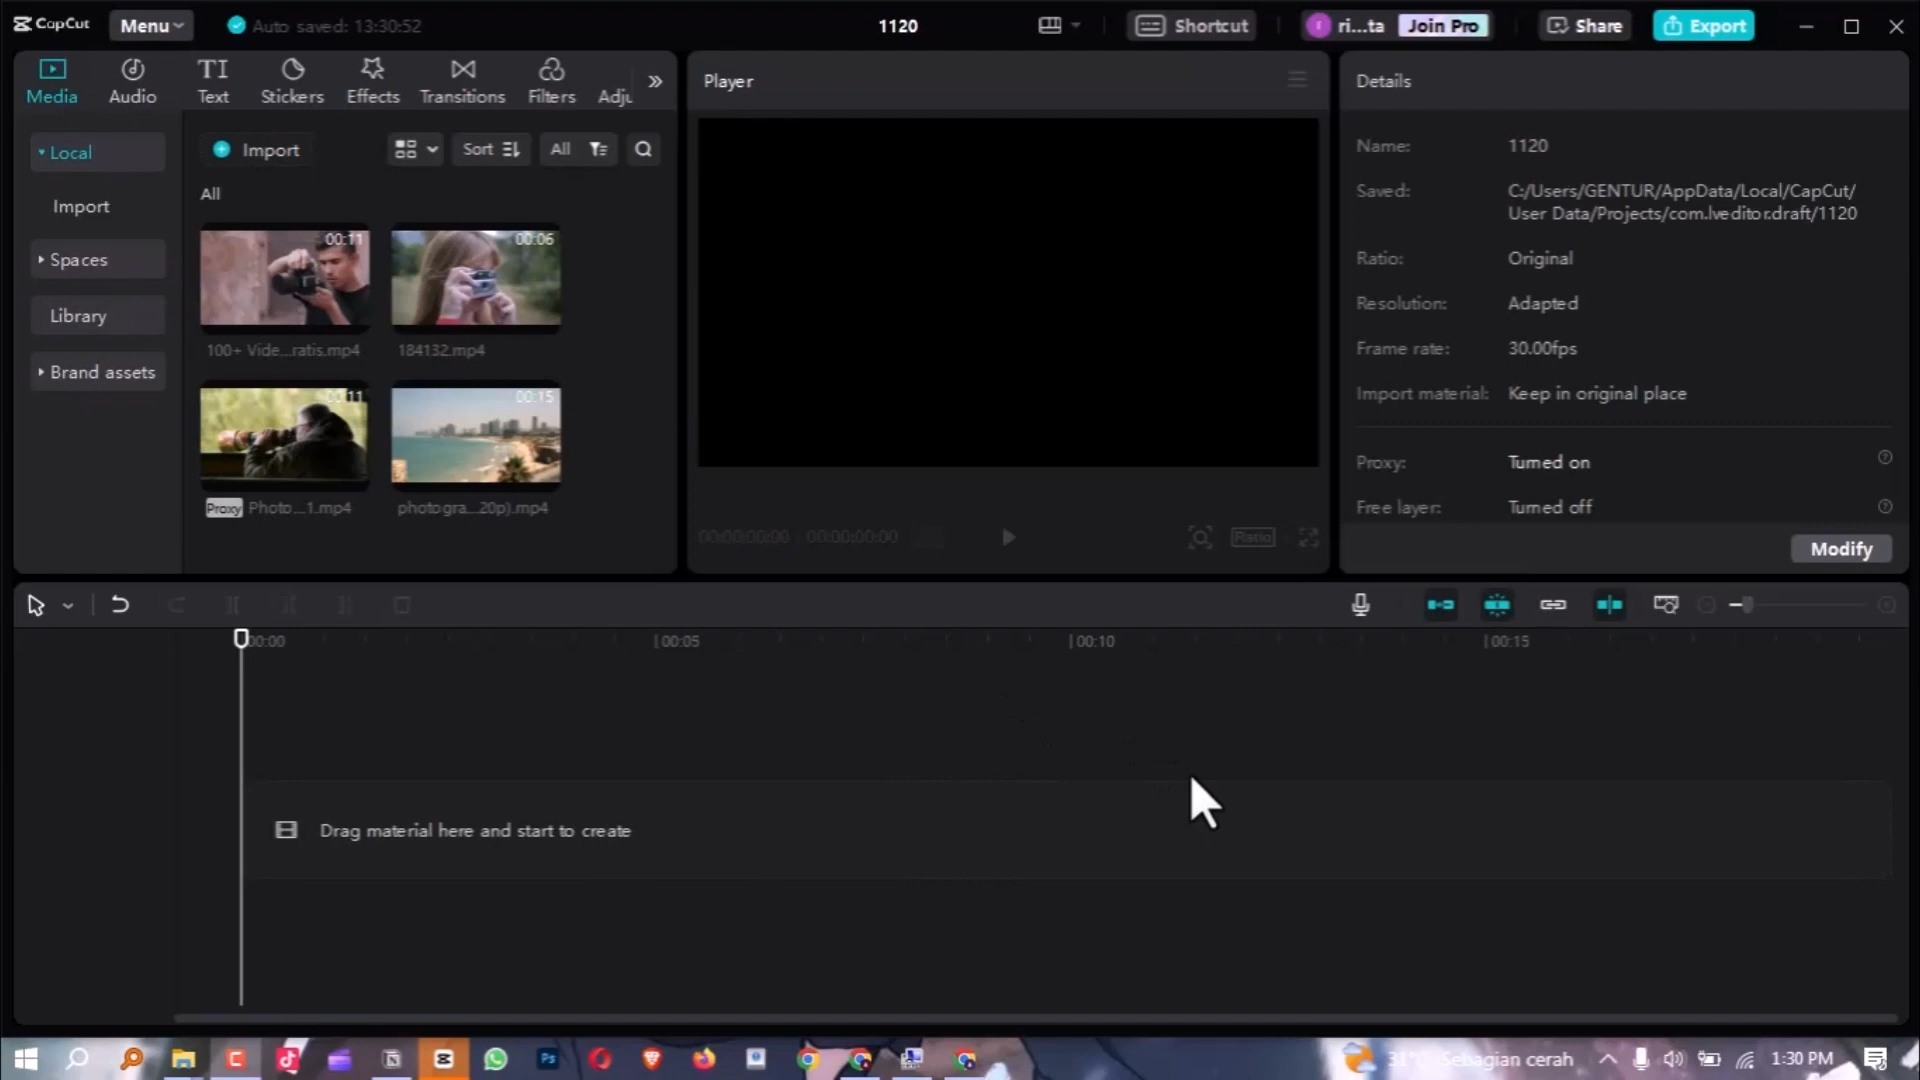 CapCut
Menu
Auto saved: 13:30:52
1120
Shortcut
ri...ta
Join Pro
Share
Export
Media
Audio
TI
Text
Stickers
Effects
Transitions
Filters
Adju
Player
Details
Local
Import
Spaces
Library
Brand assets
Import
Sort
All
All
00:11
100+ Vide...ratis.mp4
00:06
184132.mp4
00:11
Proxy Photo...1.mp4
00:15
photogra...20p).mp4
00:00:00:00 00:00:00:00
Ratio
Name: 1120
Saved: C:/Users/GENTUR/AppData/Local/CapCut/
User Data/Projects/com.lveditor.draft/1120
Ratio: Original
Resolution: Adapted
Frame rate: 30.00fps
Import material: Keep in original place
Proxy: Turned on
Free layer: Turned off
Modify
00:00
00:05
00:10
00:15
Drag material here and start to create
Ps
31°C Sebagian cerah
1:30 PM